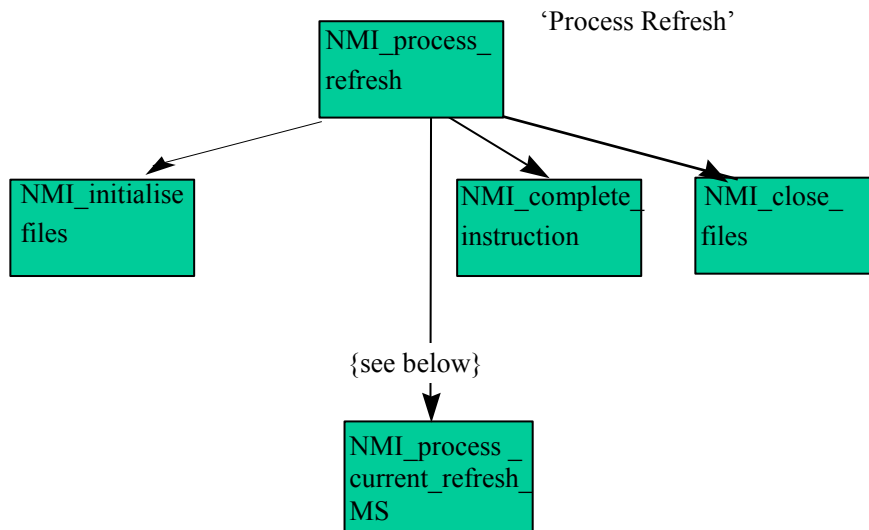 ‘Process Refresh’
NMI_process_
refresh
NMI_initialise
files
NMI_complete_
instruction
NMI_close_
files
{see below}
NMI_process _
current_refresh_
MS